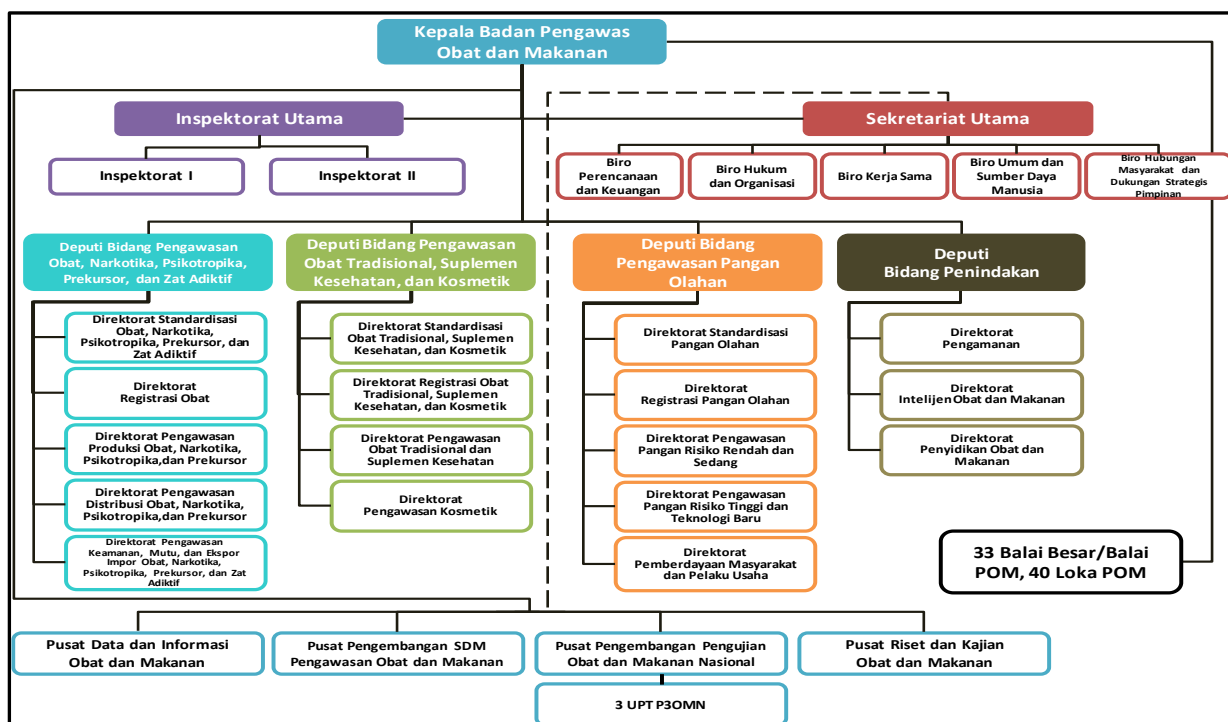 Kepala Badan Pengawas
Obat dan Makanan
Inspektorat Utama
Sekretariat Utama
Inspektorat I
Inspektorat II
Biro
Perencanaan
dan Keuangan
Biro Hukum
dan Organisasi
Biro Kerja Sama
Biro Umum dan
Sumber Daya
Manusia
Biro Hubungan
Masyarakat dan
Dukungan Strategis
Pimpinan
Deputi Bidang Pengawasan
Obat, Narkotika, Psikotropika,
Prekursor, dan Zat Adiktif
Deputi Bidang Pengawasan
Obat Tradisional, Suplemen
Kesehatan, dan Kosmetik
Deputi Bidang
Pengawasan Pangan
Olahan
Deputi
Bidang Penindakan
Direktorat Standardisasi
Obat, Narkotika,
Psikotropika, Prekursor, dan
Zat Adiktif
Direktorat
Registrasi Obat
Direktorat Pengawasan
Produksi Obat, Narkotika,
Psikotropika,dan Prekursor
Direktorat Pengawasan
Distribusi Obat, Narkotika,
Psikotropika,dan Prekursor
Direktorat Pengawasan
Keamanan, Mutu, dan Ekspor
Impor Obat, Narkotika,
Psikotropika, Prekursor, dan Zat
Adiktif
Direktorat Standardisasi
Obat Tradisional, Suplemen
Kesehatan, dan Kosmetik
Direktorat Registrasi Obat
Tradisional, Suplemen
Kesehatan, dan Kosmetik
Direktorat Pengawasan
Obat Tradisional dan
Suplemen Kesehatan
Direktorat
Pengawasan Kosmetik
Direktorat Standardisasi
Pangan Olahan
Direktorat
Registrasi Pangan Olahan
Direktorat Pengawasan
Pangan Risiko Rendah dan
Sedang
Direktorat Pengawasan
Pangan Risiko Tinggi dan
Teknologi Baru
Direktorat
Pemberdayaan Masyarakat
dan Pelaku Usaha
Direktorat
Pengamanan
Direktorat
Intelijen Obat dan Makanan
Direktorat
Penyidikan Obat dan
Makanan
33 Balai Besar/Balai
POM, 40 Loka POM
Pusat Data dan Informasi
Obat dan Makanan
Pusat Pengembangan SDM
Pengawasan Obat dan Makanan
Pusat Pengembangan Pengujian
Obat dan Makanan Nasional
Pusat Riset dan Kajian
Obat dan Makanan
3 UPT P3OMN